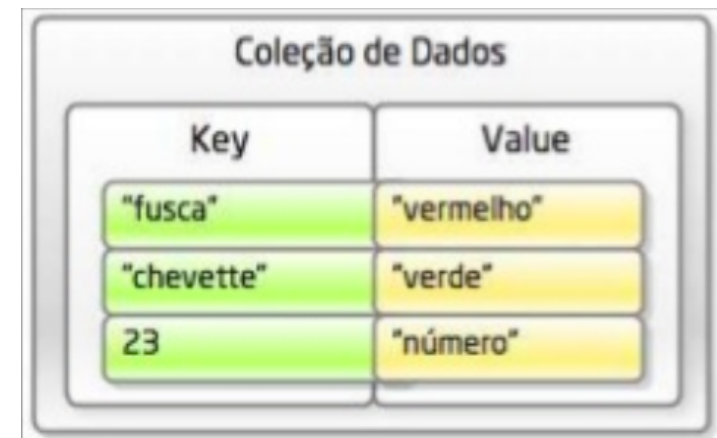 Coleção de Dados
Key Value
"fusca" "vermelho"
"chevette" "verde"
23 "número"